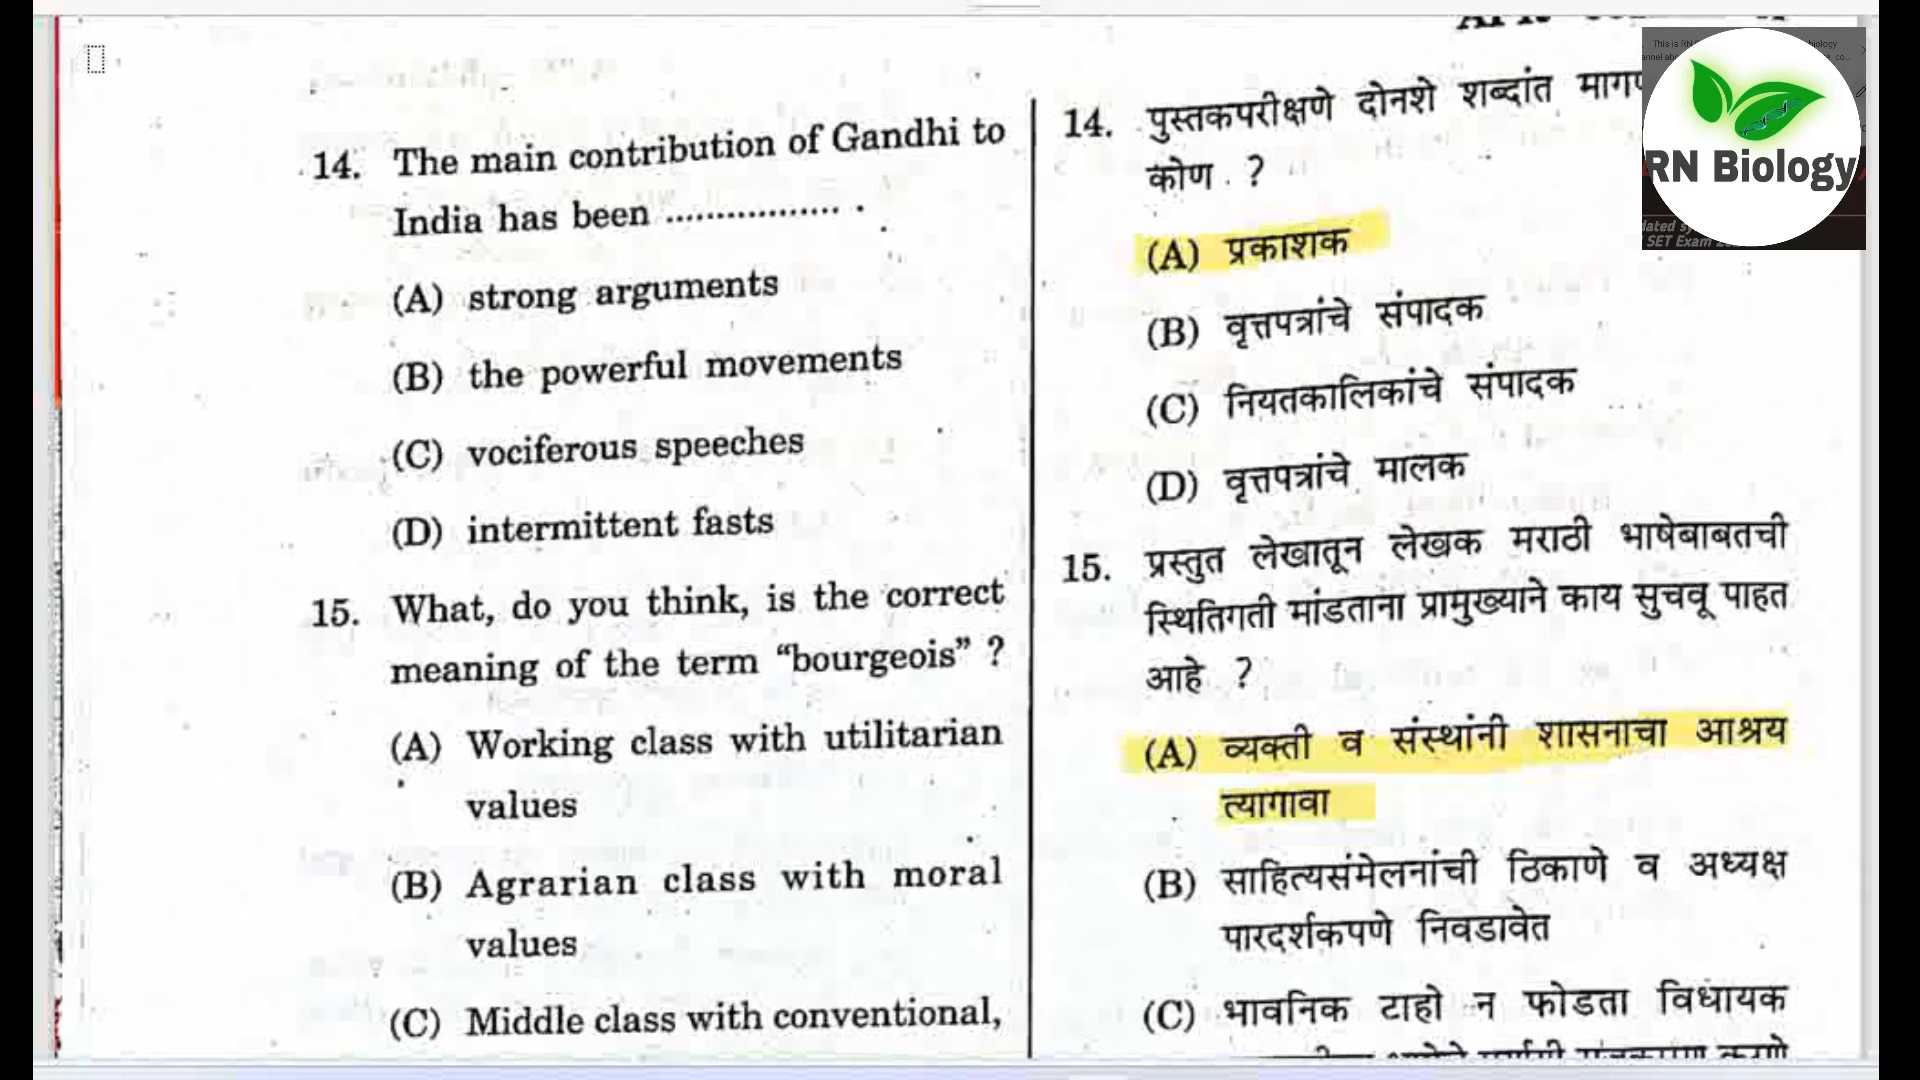 14. The main contribution of Gandhi to
India has been .................. .
(A) strong arguments
(B) the powerful movements
(C) vociferous speeches
(D) intermittent fasts
15. What, do you think, is the correct
meaning of the term “bourgeois” ?
(A) Working class with utilitarian
values
(B) Agrarian class with moral
values
(C) Middle class with conventional,
14. पुस्तकपरीक्षणे दोनशे शब्दांत
कोण ?
(A) प्रकाशक
(B) वृत्तपत्रांचे संपादक
(C) नियतकालिकांचे संपादक
(D) वृत्तपत्रांचे मालक
15. प्रस्तुत लेखातून लेखक मराठी भाषेबाबतची
स्थितिगती मांडताना प्रामुख्याने काय सुचवू पाहत
आहे ?
(A) व्यक्ती व संस्थांनी शासनाचा आश्रय
त्यागावा
(B) साहित्यसंमेलनांची ठिकाणे व अध्यक्ष
पारदर्शकपणे निवडावेत
(C) भावनिक टाहो न फोडता विधायक
RN Biology
SET Exam